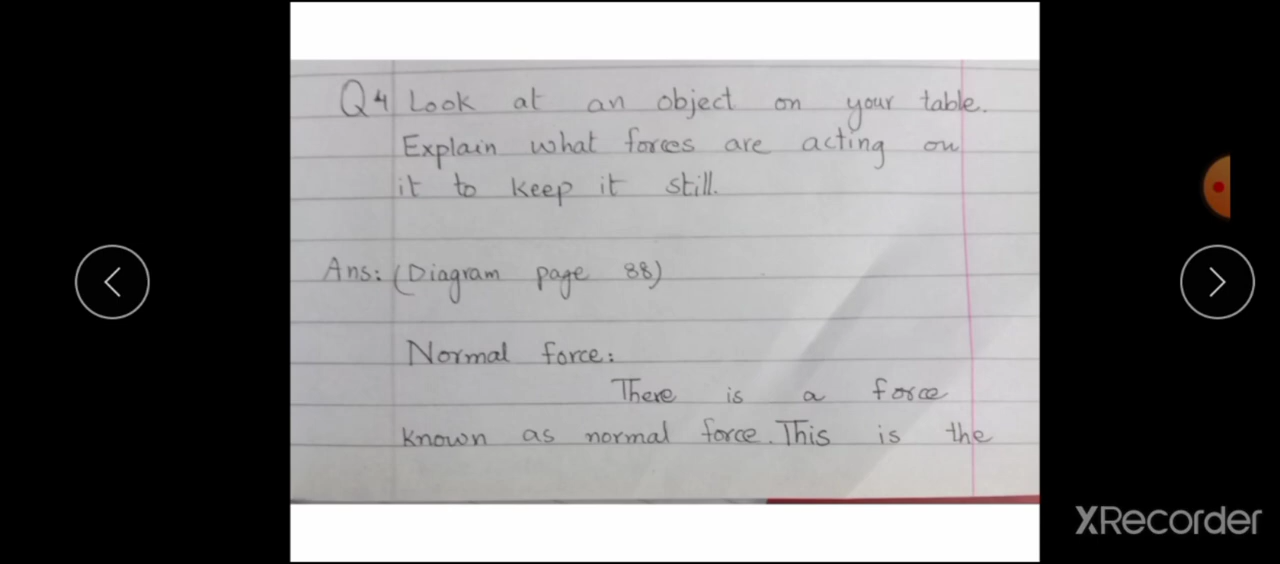 Q4 Look at an object on your table.
Explain what forces are acting on
it to keep it still.
Ans: (Diagram page 88)
Normal force:
There is a force
known as normal force. This is the
XRecorder